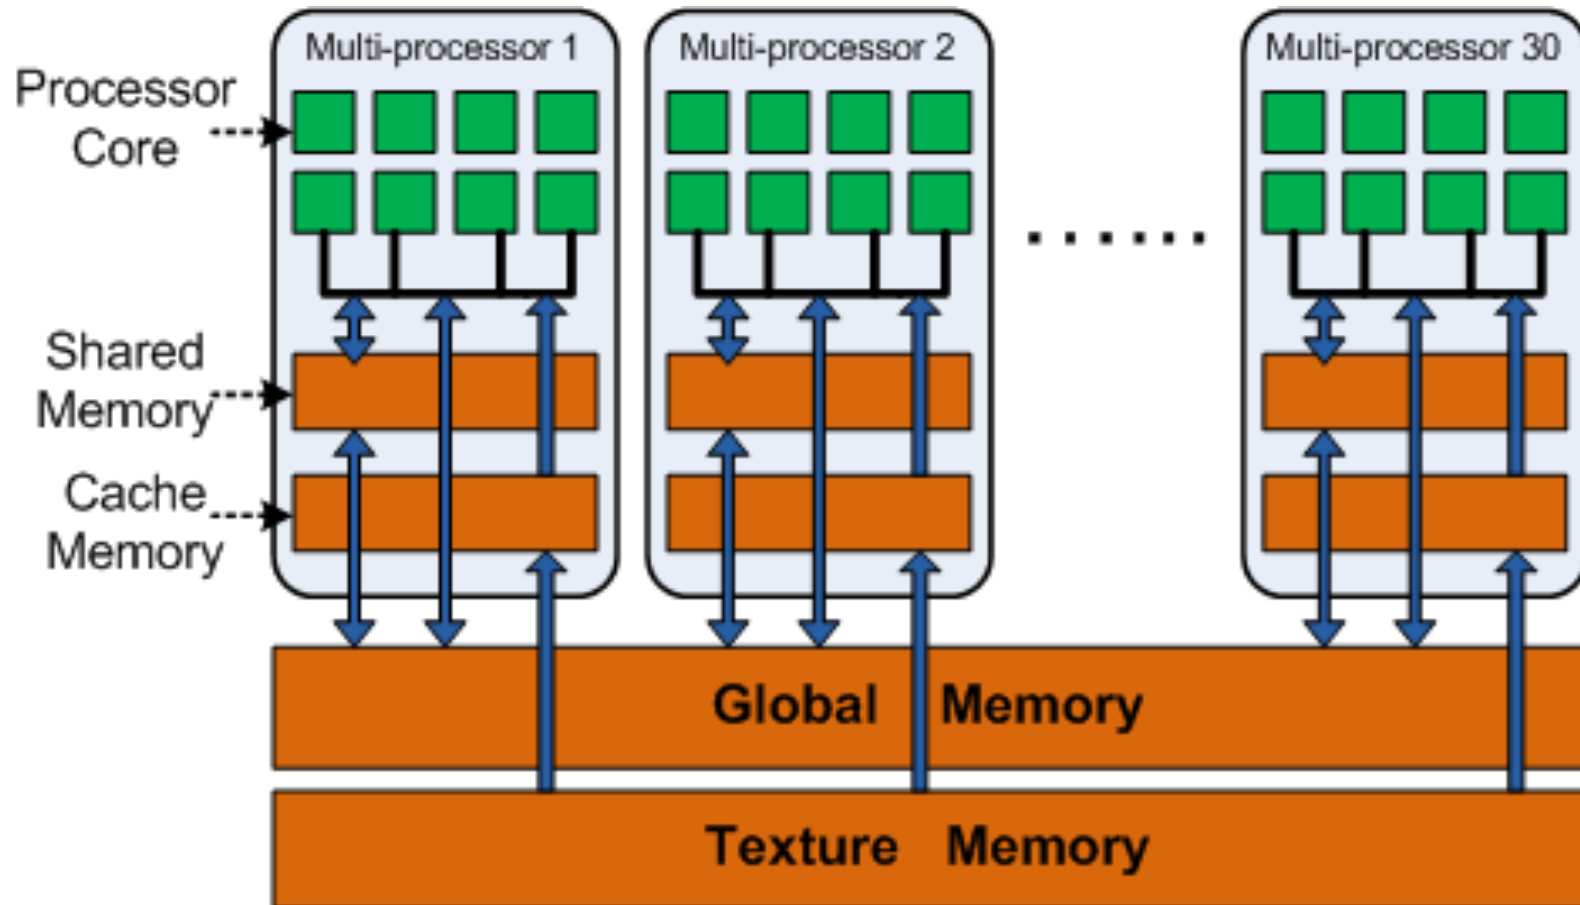 Multi-processor 1
Multi-processor 2
Multi-processor 30
Processor
Core
......
Shared
Memory
Cache
Memory
Global Memory
Texture Memory